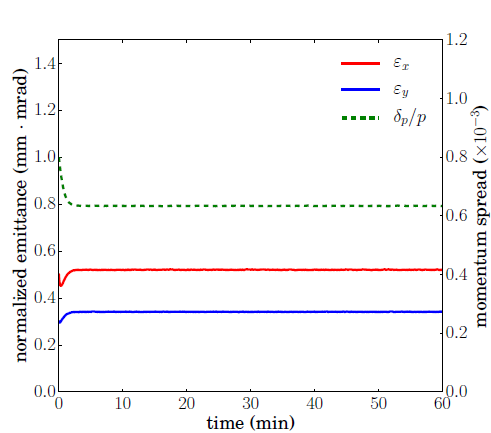 normalized emittance (mm · mrad)
1.4
1.2
1.0
0.8
0.6
0.4
0.2
0.0
εx
εy
δp/p
1.2
1.0
0.8
0.6
0.4
0.2
0.0
momentum spread (×10⁻³)
0 10 20 30 40 50 60
time (min)